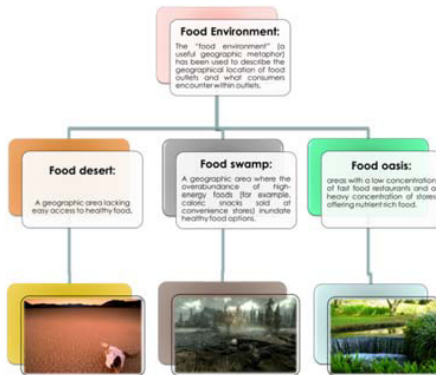 Food Environment:
The "food environment" (a
useful geographic metaphor)
has been used to describe the
geographical location of food
outlets and what consumers
encounter within outlets.
Food desert:
A geographic area lacking
easy access to healthy food.
Food swamp:
A geographic area where the
overabundance of high-
energy foods (for example,
caloric snacks sold at
convenience stores) inundate
healthy food options.
Food oasis:
areas with a low concentration
of fast food restaurants and a
heavy concentration of stores
offering nutrient rich food.